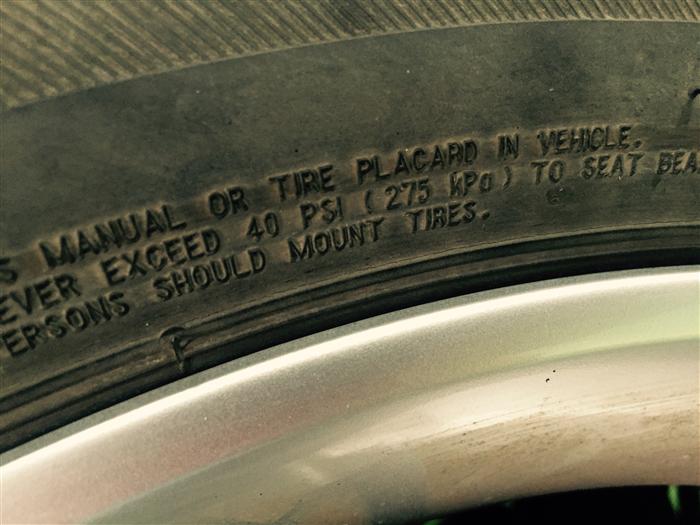 S MANUAL OR TIRE PLACARD IN VEHICLE.
EVER EXCEED 40 PSI (275 kPa) TO SEAT BEA
ERSONS SHOULD MOUNT TIRES.